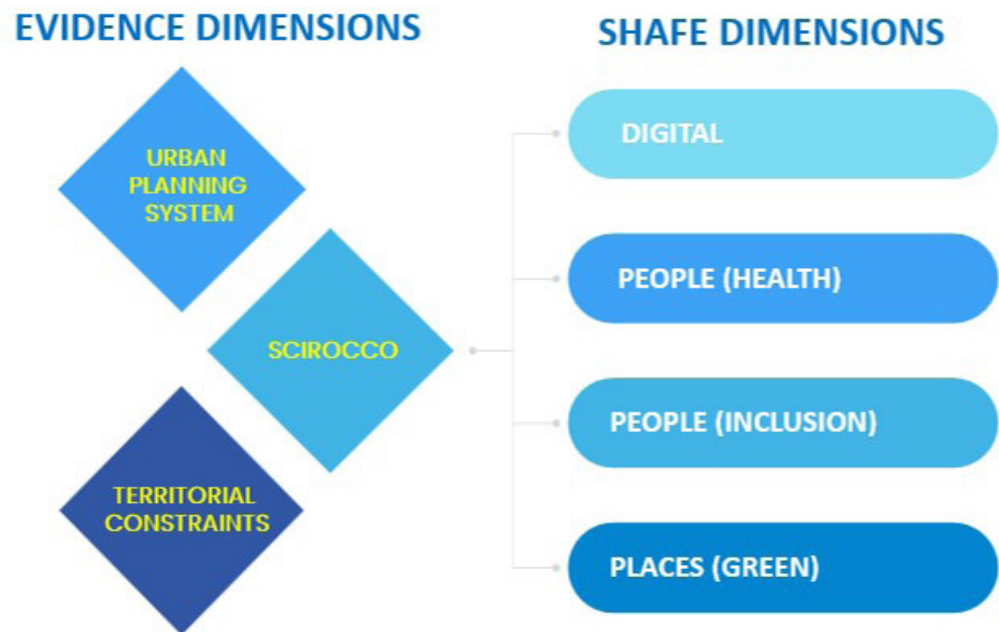 EVIDENCE DIMENSIONS
URBAN
PLANNING
SYSTEM
SCIROCCO
TERRITORIAL
CONSTRAINTS
SHAFE DIMENSIONS
DIGITAL
PEOPLE (HEALTH)
PEOPLE (INCLUSION)
PLACES (GREEN)